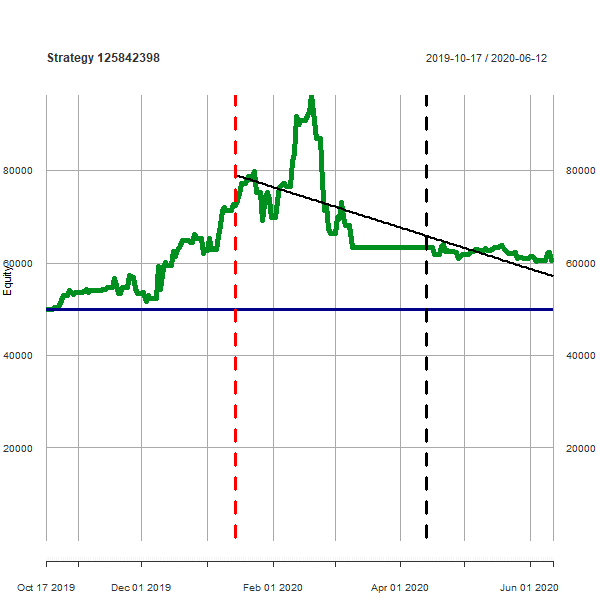 Strategy 125842398
2019-10-17 / 2020-06-12
80000 80000
60000 60000
Equity
40000 40000
20000 20000
Oct 17 2019 Dec 01 2019 Feb 01 2020 Apr 01 2020 Jun 01 2020